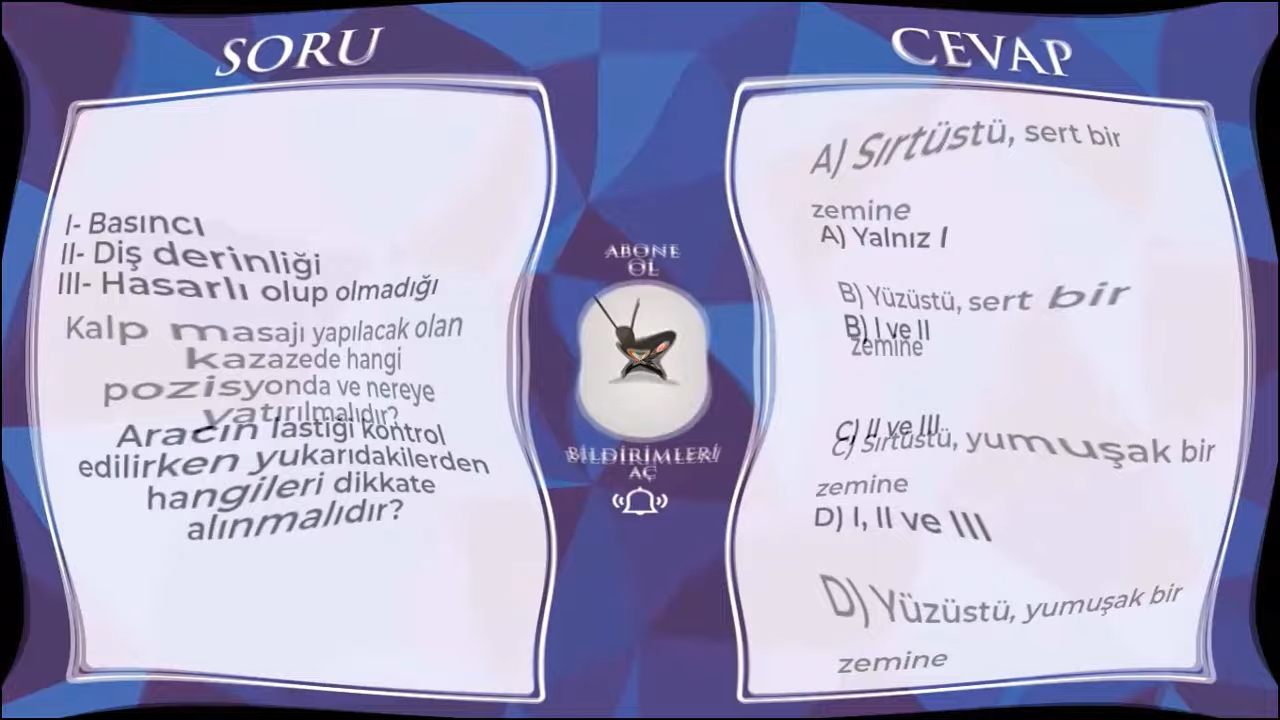 SORU
I- Basıncı
II- Diş derinliği
III- Hasarlı olup olmadığı
Kalp masajı yapılacak olan
kazazede hangi
pozisyonda ve nereye
yatırılmalıdır?
Aracın lastiği kontrol
edilirken yukarıdakilerden
hangileri dikkate
alınmalıdır?
ABONE
OL
BİLDİRİMLERİ
AÇ
CEVAP
A) Sırtüstü, sert bir
zemine
A) Yalnız I
B) Yüzüstü, sert bir
B) I ve II
zemine
C) II ve III
C) Sırtüstü, yumuşak bir
zemine
D) I, II ve III
D) Yüzüstü, yumuşak bir
zemine